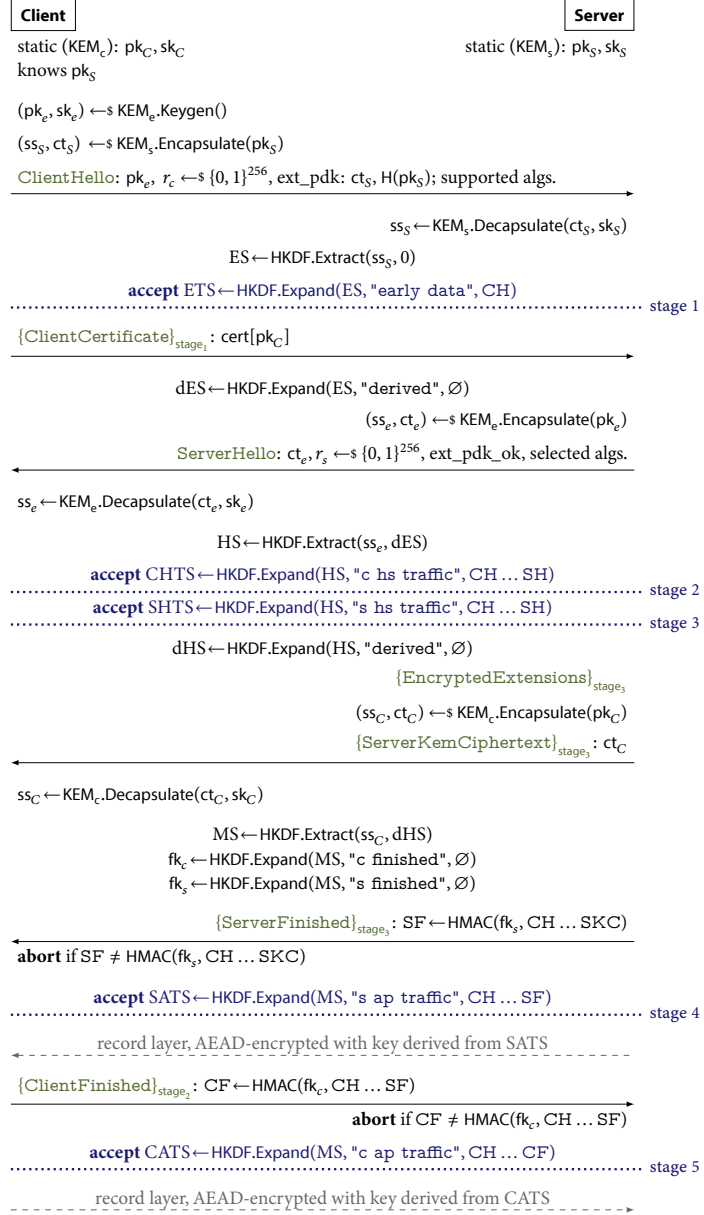 Client Server
static (KEM_c): pk_C, sk_C static (KEM_s): pk_S, sk_S
knows pk_S
(pk_e, sk_e) ←$ KEM_e.Keygen()
(ss_S, ct_S) ←$ KEM_s.Encapsulate(pk_S)
ClientHello: pk_e, r_c ←$ {0, 1}^256, ext_pdk: ct_S, H(pk_S); supported algs.
ss_S ← KEM_s.Decapsulate(ct_S, sk_S)
ES ← HKDF.Extract(ss_S, 0)
accept ETS ← HKDF.Expand(ES, "early data", CH)
stage 1
{ClientCertificate}_stage_1: cert[pk_C]
dES ← HKDF.Expand(ES, "derived", ∅)
(ss_e, ct_e) ←$ KEM_e.Encapsulate(pk_e)
ServerHello: ct_e, r_s ←$ {0, 1}^256, ext_pdk_ok, selected algs.
ss_e ← KEM_e.Decapsulate(ct_e, sk_e)
HS ← HKDF.Extract(ss_e, dES)
accept CHTS ← HKDF.Expand(HS, "c hs traffic", CH … SH)
stage 2
accept SHTS ← HKDF.Expand(HS, "s hs traffic", CH … SH)
stage 3
dHS ← HKDF.Expand(HS, "derived", ∅)
{EncryptedExtensions}_stage_3
(ss_C, ct_C) ←$ KEM_c.Encapsulate(pk_C)
{ServerKemCiphertext}_stage_3: ct_C
ss_C ← KEM_c.Decapsulate(ct_C, sk_C)
MS ← HKDF.Extract(ss_C, dHS)
fk_c ← HKDF.Expand(MS, "c finished", ∅)
fk_s ← HKDF.Expand(MS, "s finished", ∅)
{ServerFinished}_stage_3: SF ← HMAC(fk_s, CH … SKC)
abort if SF ≠ HMAC(fk_s, CH … SKC)
accept SATS ← HKDF.Expand(MS, "s ap traffic", CH … SF)
stage 4
record layer, AEAD-encrypted with key derived from SATS
{ClientFinished}_stage_2: CF ← HMAC(fk_c, CH … SF)
abort if CF ≠ HMAC(fk_c, CH … SF)
accept CATS ← HKDF.Expand(MS, "c ap traffic", CH … CF)
stage 5
record layer, AEAD-encrypted with key derived from CATS